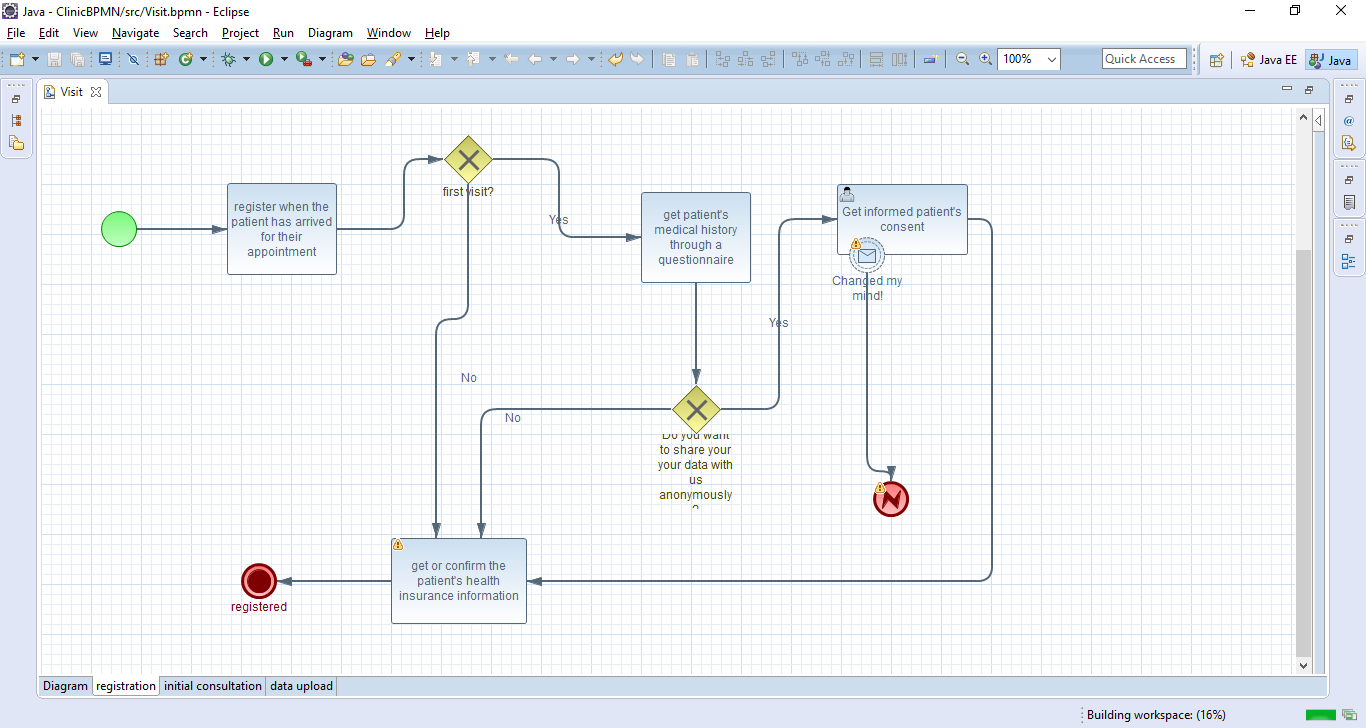 Java - ClinicBPMN/src/Visit.bpmn - Eclipse
File Edit View Navigate Search Project Run Diagram Window Help
100%
Quick Access
Java EE
Java
Visit
register when the
patient has arrived
for their
appointment
first visit?
Yes
get patient's
medical history
through a
questionnaire
Get informed patient's
consent
Changed my
mind!
Yes
No
No
Do you want
to share your
your data with
us
anonymously
?
get or confirm the
patient's health
insurance information
registered
Diagram registration initial consultation data upload
Building workspace: (16%)